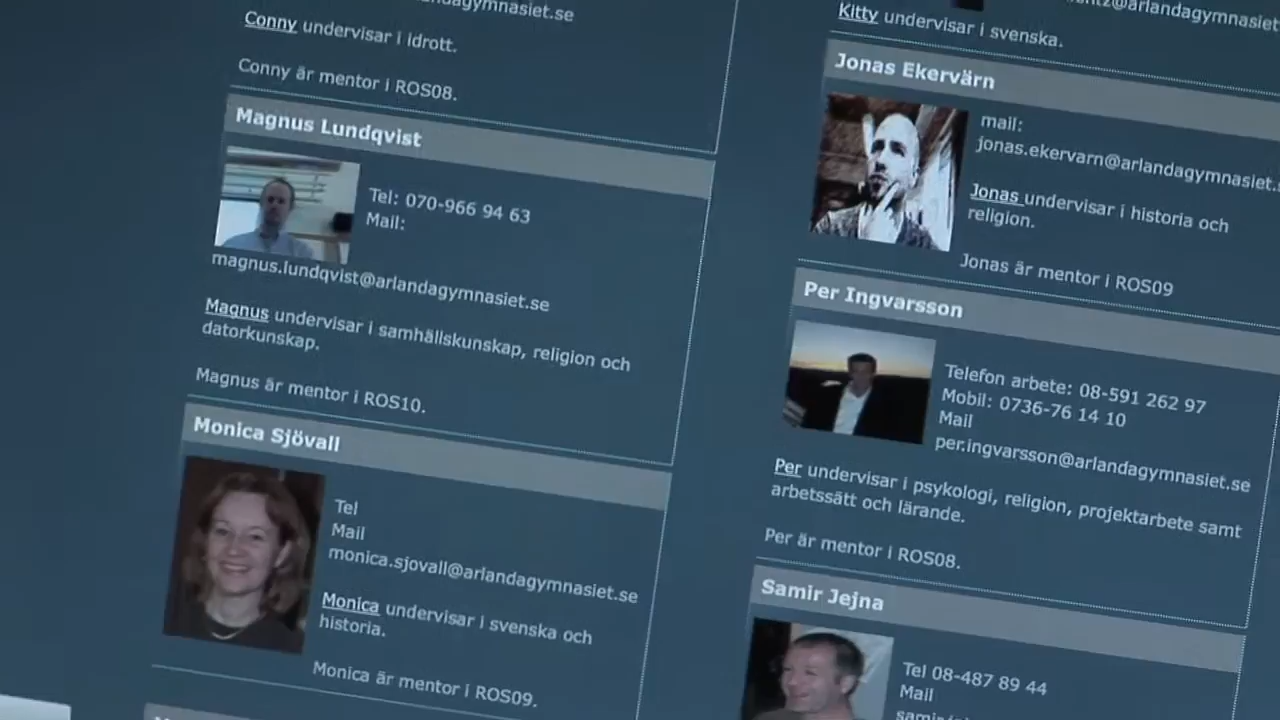 Conny undervisar i idrott.
Conny är mentor i ROS08.
Magnus Lundqvist
Tel: 070-966 94 63
Mail:
magnus.lundqvist@arlandagymnasiet.se
Magnus undervisar i samhällskunskap, religion och
datorkunskap.
Magnus är mentor i ROS10.
Monica Sjövall
Tel
Mail
monica.sjovall@arlandagymnasiet.se
Monica undervisar i svenska och
historia.
Monica är mentor i ROS09.
Kitty undervisar i svenska.
Jonas Ekervärn
mail:
jonas.ekervarn@arlandagymnasiet.
Jonas undervisar i historia och
religion.
Jonas är mentor i ROS09
Per Ingvarsson
Telefon arbete: 08-591 262 97
Mobil: 0736-76 14 10
Mail
per.ingvarsson@arlandagymnasiet.se
Per undervisar i psykologi, religion, projektarbete samt
arbetssätt och lärande.
Per är mentor i ROS08.
Samir Jejna
Tel 08-487 89 44
Mail